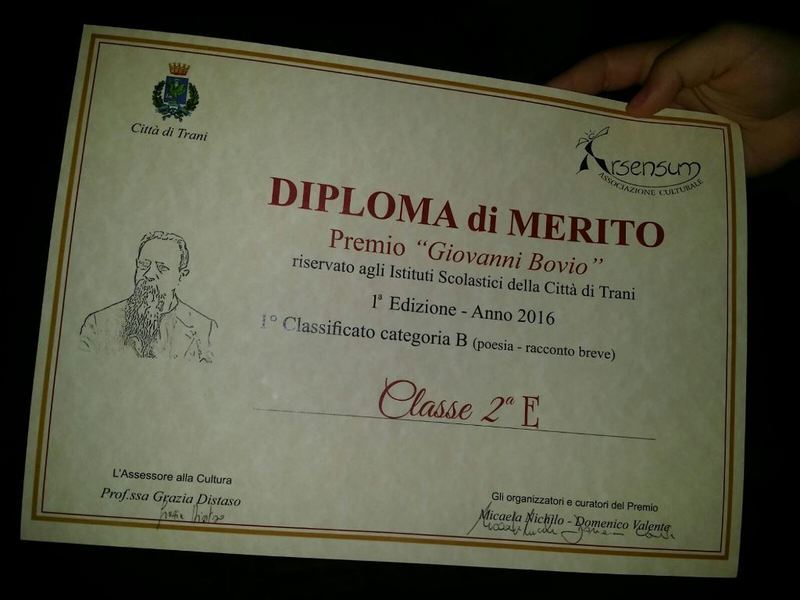 Città di Trani
Arsensum
ASSOCIAZIONE CULTURALE
DIPLOMA di MERITO
Premio “Giovanni Bovio”
riservato agli Istituti Scolastici della Città di Trani
1ª Edizione - Anno 2016
1° Classificato categoria B (poesia - racconto breve)
Classe 2ª E
L'Assessore alla Cultura
Prof.ssa Grazia Distaso
Gli organizzatori e curatori del Premio
Micaela Nichilo - Domenico Valente